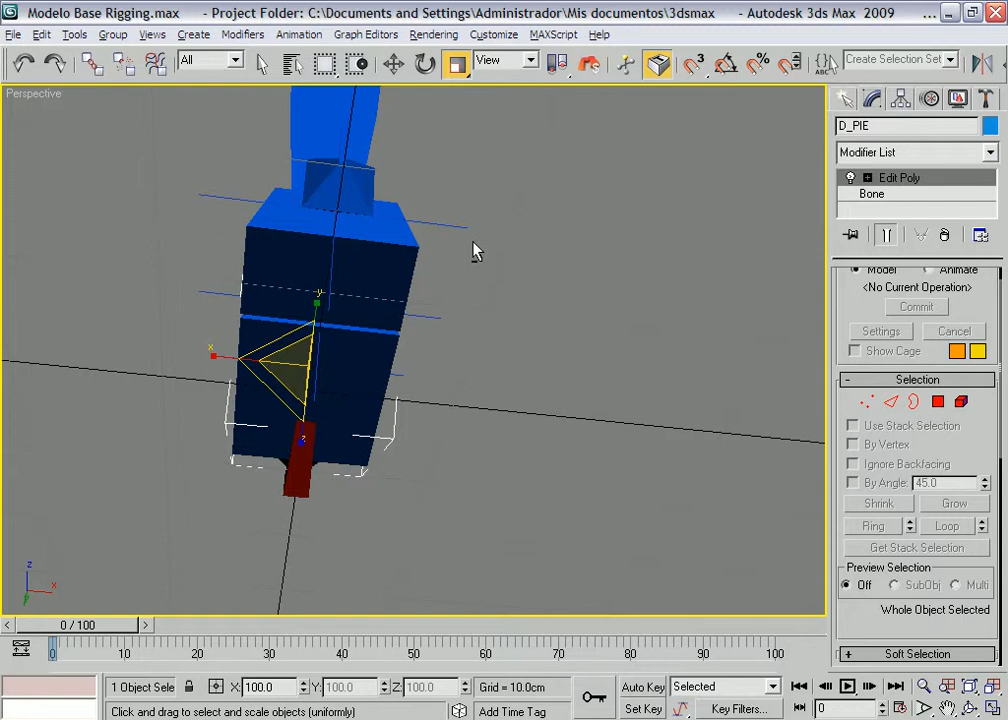 Modelo Base Rigging.max - Project Folder: C:\Documents and Settings\Administrador\Mis documentos\3dsmax - Autodesk 3ds Max 2009 ...
File Edit Tools Group Views Create Modifiers Animation Graph Editors Rendering Customize MAXScript Help
All View 3 ABC Create Selection Set
Perspective
D_PIE
Modifier List
Edit Poly
Bone
Model Animate
<No Current Operation>
Commit
Settings Cancel
Show Cage
- Selection
Use Stack Selection
By Vertex
Ignore Backfacing
By Angle: 45.0
Shrink Grow
Ring Loop
Get Stack Selection
Preview Selection
Off SubObj Multi
Whole Object Selected
+ Soft Selection
x y z
z x y
< 0 / 100 >
0 10 20 30 40 50 60 70 80 90 100
1 Object Sele X: 100.0 Y: 100.0 Z: 100.0 Grid = 10.0cm Auto Key Selected
Click and drag to select and scale objects (uniformly) Add Time Tag Set Key Key Filters... 0